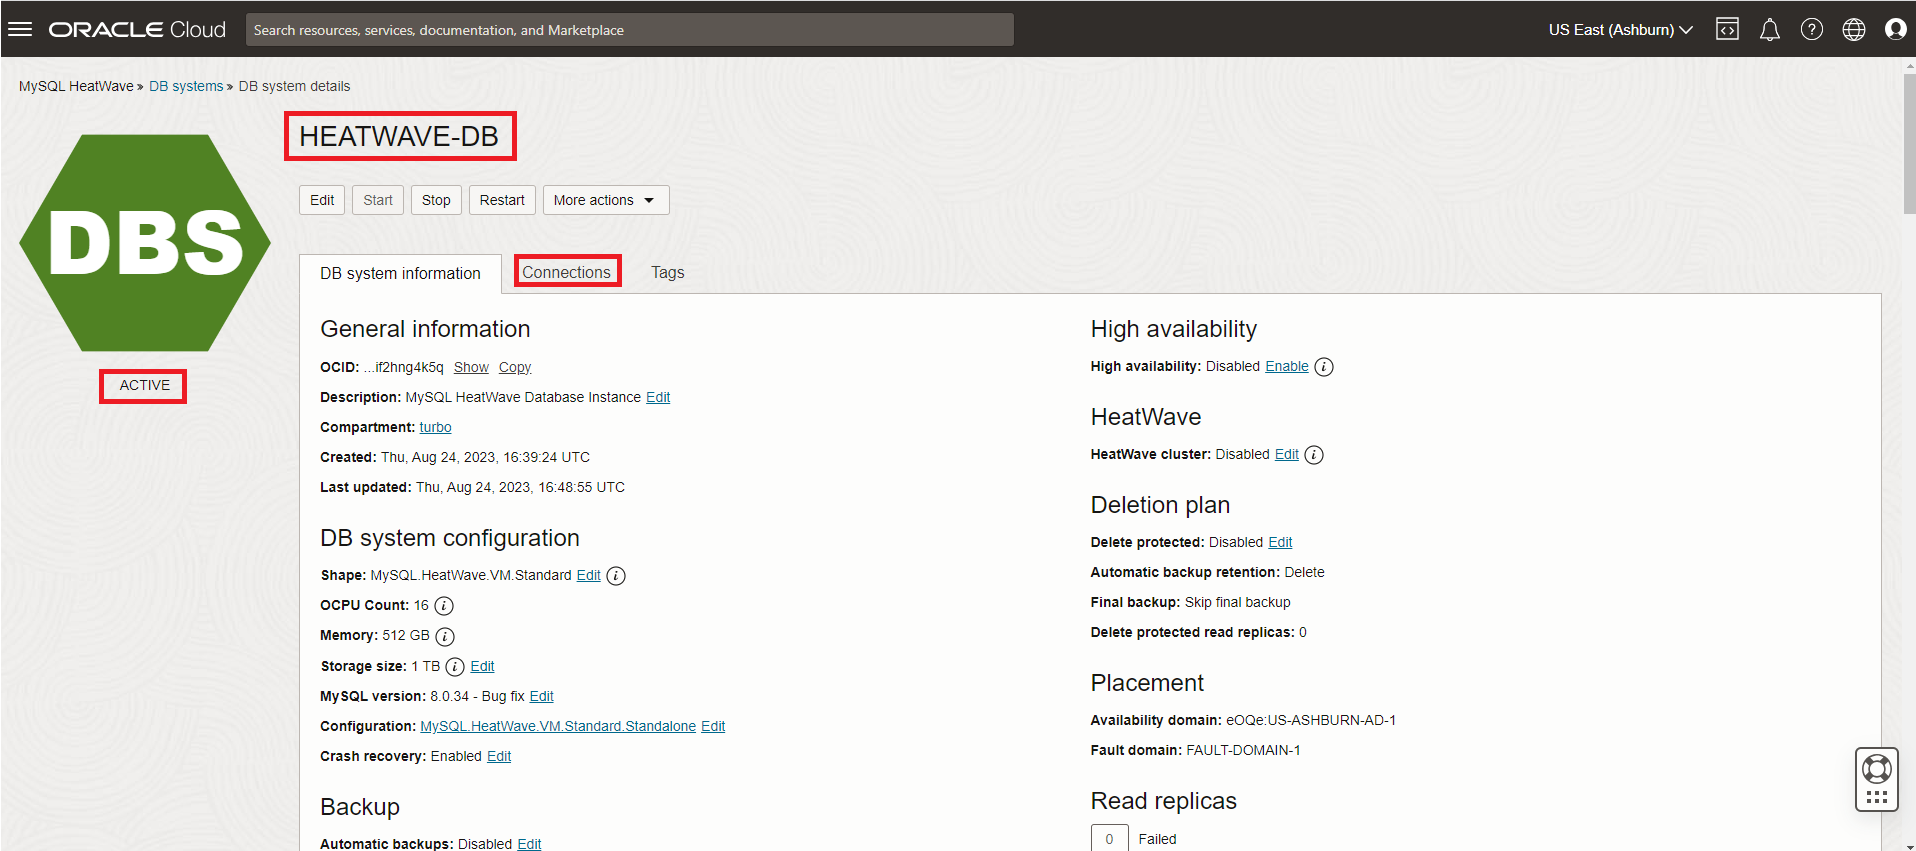 ORACLE Cloud
Search resources, services, documentation, and Marketplace
US East (Ashburn)
MySQL HeatWave » DB systems » DB system details
HEATWAVE-DB
DBS
ACTIVE
Edit Start Stop Restart More actions
DB system information Connections Tags
General information
OCID: ...if2hng4k5q Show Copy
Description: MySQL HeatWave Database Instance Edit
Compartment: turbo
Created: Thu, Aug 24, 2023, 16:39:24 UTC
Last updated: Thu, Aug 24, 2023, 16:48:55 UTC
DB system configuration
Shape: MySQL.HeatWave.VM.Standard Edit
OCPU Count: 16
Memory: 512 GB
Storage size: 1 TB Edit
MySQL version: 8.0.34 - Bug fix Edit
Configuration: MySQL.HeatWave.VM.Standard.Standalone Edit
Crash recovery: Enabled Edit
Backup
Automatic backups: Disabled Edit
High availability
High availability: Disabled Enable
HeatWave
HeatWave cluster: Disabled Edit
Deletion plan
Delete protected: Disabled Edit
Automatic backup retention: Delete
Final backup: Skip final backup
Delete protected read replicas: 0
Placement
Availability domain: eOQe:US-ASHBURN-AD-1
Fault domain: FAULT-DOMAIN-1
Read replicas
0 Failed